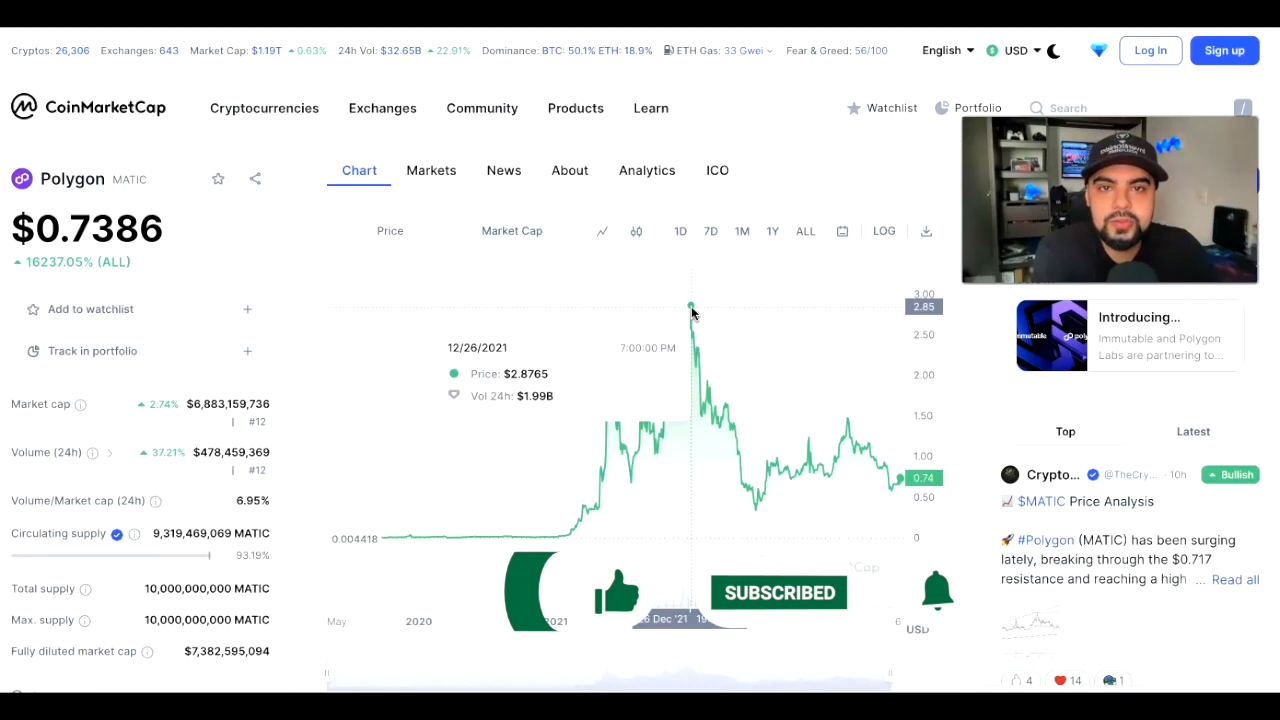 Cryptos: 26,306 Exchanges: 643 Market Cap: $1.19T 0.63% 24h Vol: $32.65B 22.91% Dominance: BTC: 50.1% ETH: 18.9% ETH Gas: 33 Gwei Fear & Greed: 56/100 English USD Log In Sign up
CoinMarketCap Cryptocurrencies Exchanges Community Products Learn Watchlist Portfolio Search /
Polygon MATIC
$0.7386
16237.05% (ALL)
Add to watchlist +
Track in portfolio +
Market cap 2.74% $6,883,159,736
#12
Volume (24h) 37.21% $478,459,369
#12
Volume/Market cap (24h) 6.95%
Circulating supply 9,319,469,069 MATIC
93.19%
Total supply 10,000,000,000 MATIC
Max. supply 10,000,000,000 MATIC
Fully diluted market cap $7,382,595,094
Chart Markets News About Analytics ICO
Price Market Cap 1D 7D 1M 1Y ALL LOG
3.00
2.85
2.50
2.00
1.50
1.00
0.74
0.50
0
12/26/2021 7:00:00 PM
Price: $2.8765
Vol 24h: $1.99B
0.004418
Cap
SUBSCRIBED
May 2020 2021 26 Dec '21 19 6
USD
Introducing...
Immutable and Polygon
Labs are partnering to...
Top Latest
Crypto... @TheCry... · 10h Bullish
$MATIC Price Analysis
#Polygon (MATIC) has been surging
lately, breaking through the $0.717
resistance and reaching a high ... Read all
4 14 1